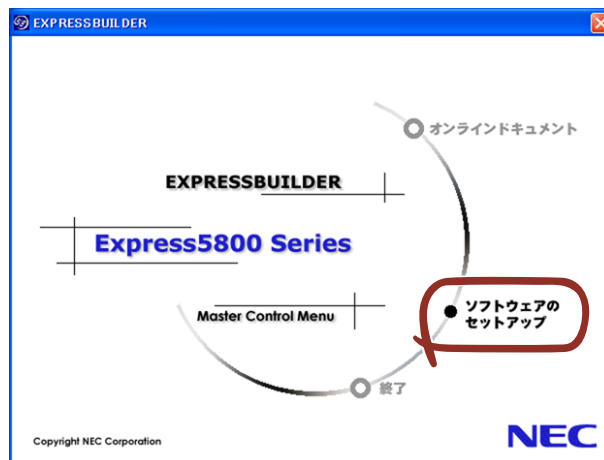 EXPRESSBUILDER
オンラインドキュメント
EXPRESSBUILDER
Express5800 Series
ソフトウェアの
セットアップ
Master Control Menu
終了
Copyright NEC Corporation
NEC